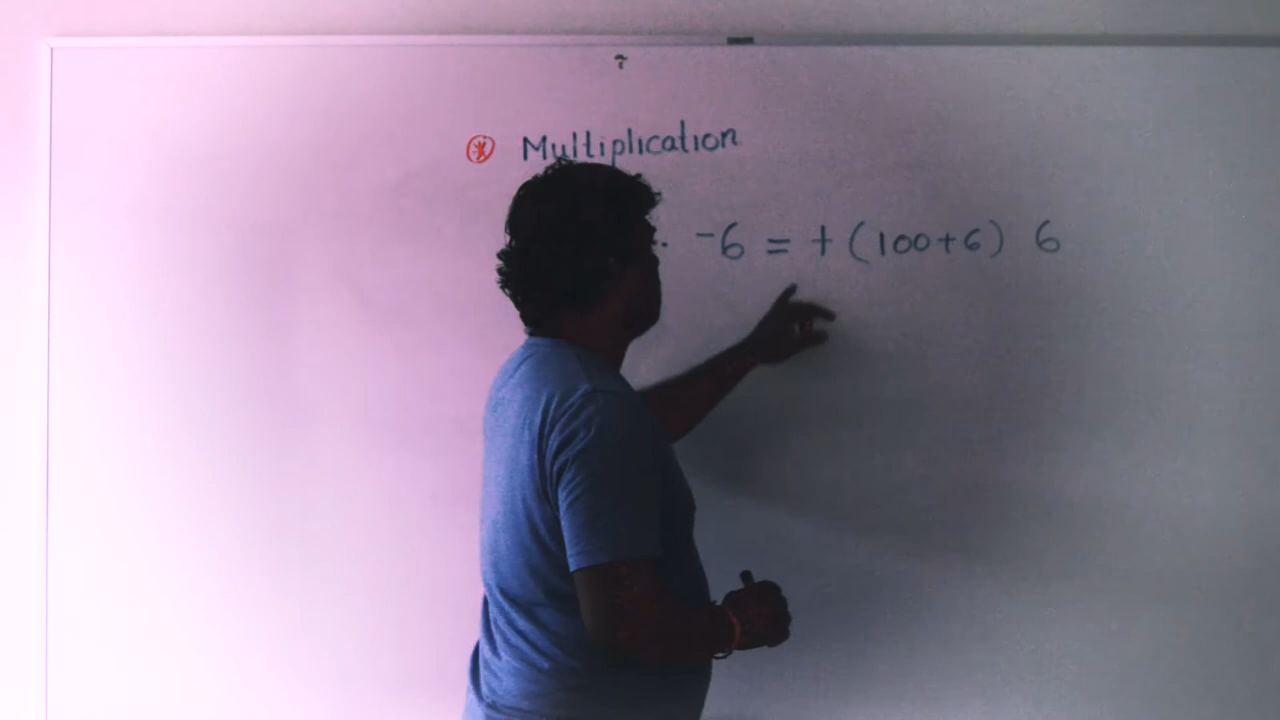 Multiplication
. -6 = + (100+6) 6